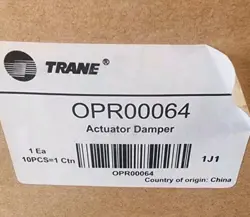 TRANE®
OPR00064
Actuator Damper
1 Ea
10PCS=1 Ctn
1J1
OPR00064
Country of origin: China